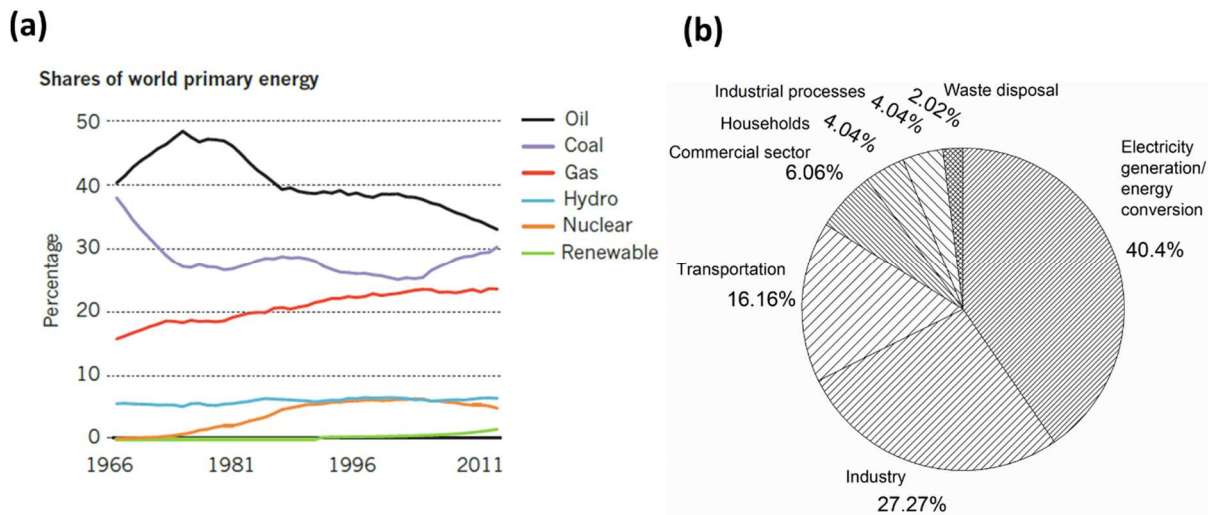 (a)
Shares of world primary energy
50
40
30
20
10
0
Percentage
1966
1981
1996
2011
Oil
Coal
Gas
Hydro
Nuclear
Renewable
(b)
Waste disposal
2.02%
Industrial processes
4.04%
Households
4.04%
Commercial sector
6.06%
Transportation
16.16%
Industry
27.27%
Electricity
generation/
energy
conversion
40.4%